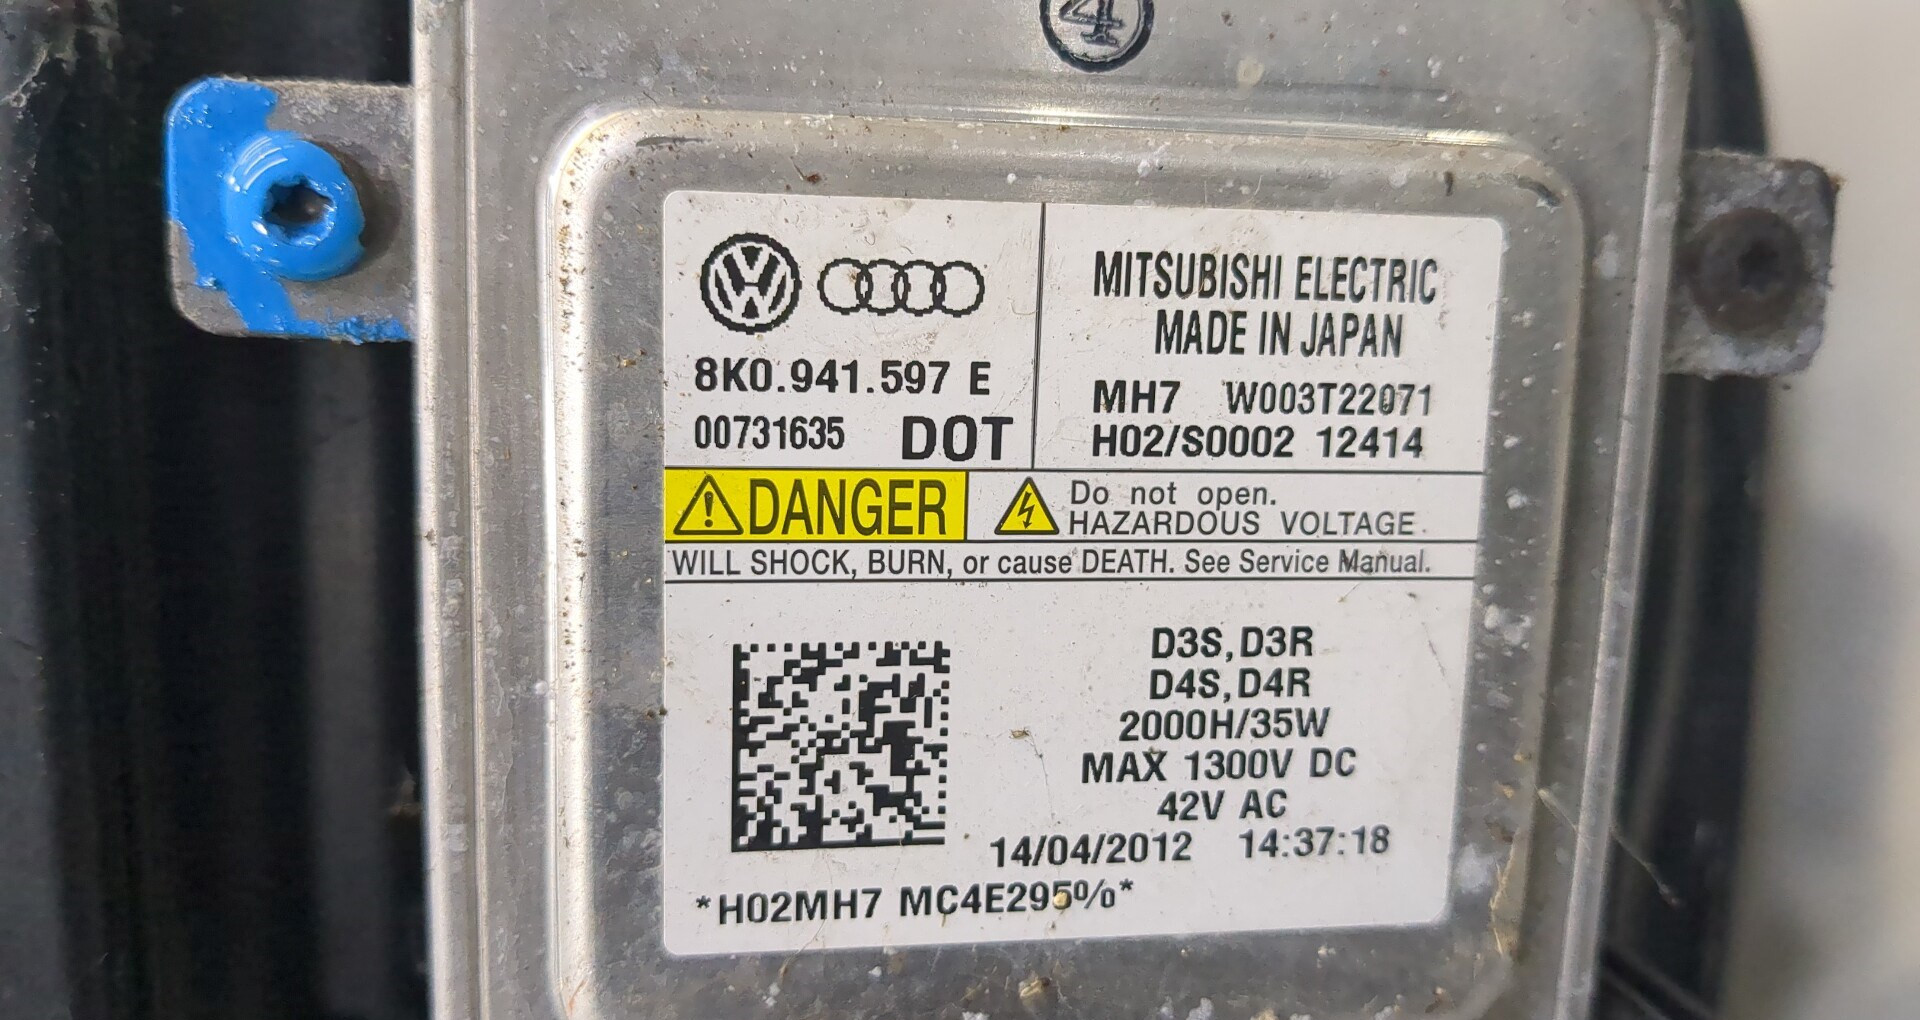 4
8K0.941.597 E
00731635 DOT
MITSUBISHI ELECTRIC
MADE IN JAPAN
MH7 W003T22071
H02/S0002 12414
DANGER
Do not open.
HAZARDOUS VOLTAGE.
WILL SHOCK, BURN, or cause DEATH. See Service Manual.
D3S, D3R
D4S, D4R
2000H/35W
MAX 1300V DC
42V AC
14/04/2012 14:37:18
*H02MH7 MC4E295%*